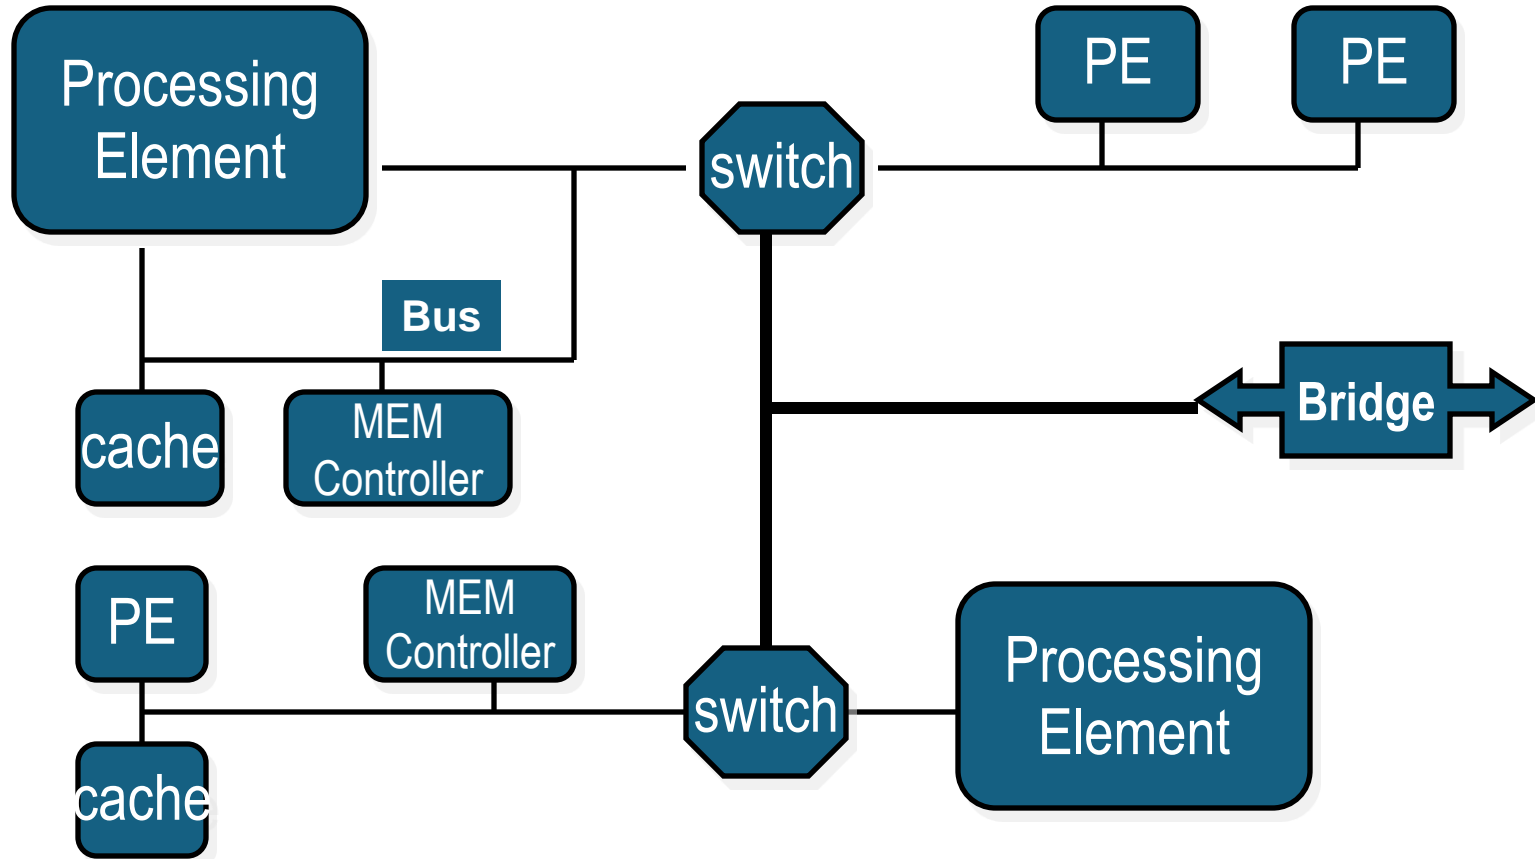 Processing
Element
switch
PE
PE
Bus
Bridge
cache
MEM
Controller
PE
MEM
Controller
switch
Processing
Element
cache